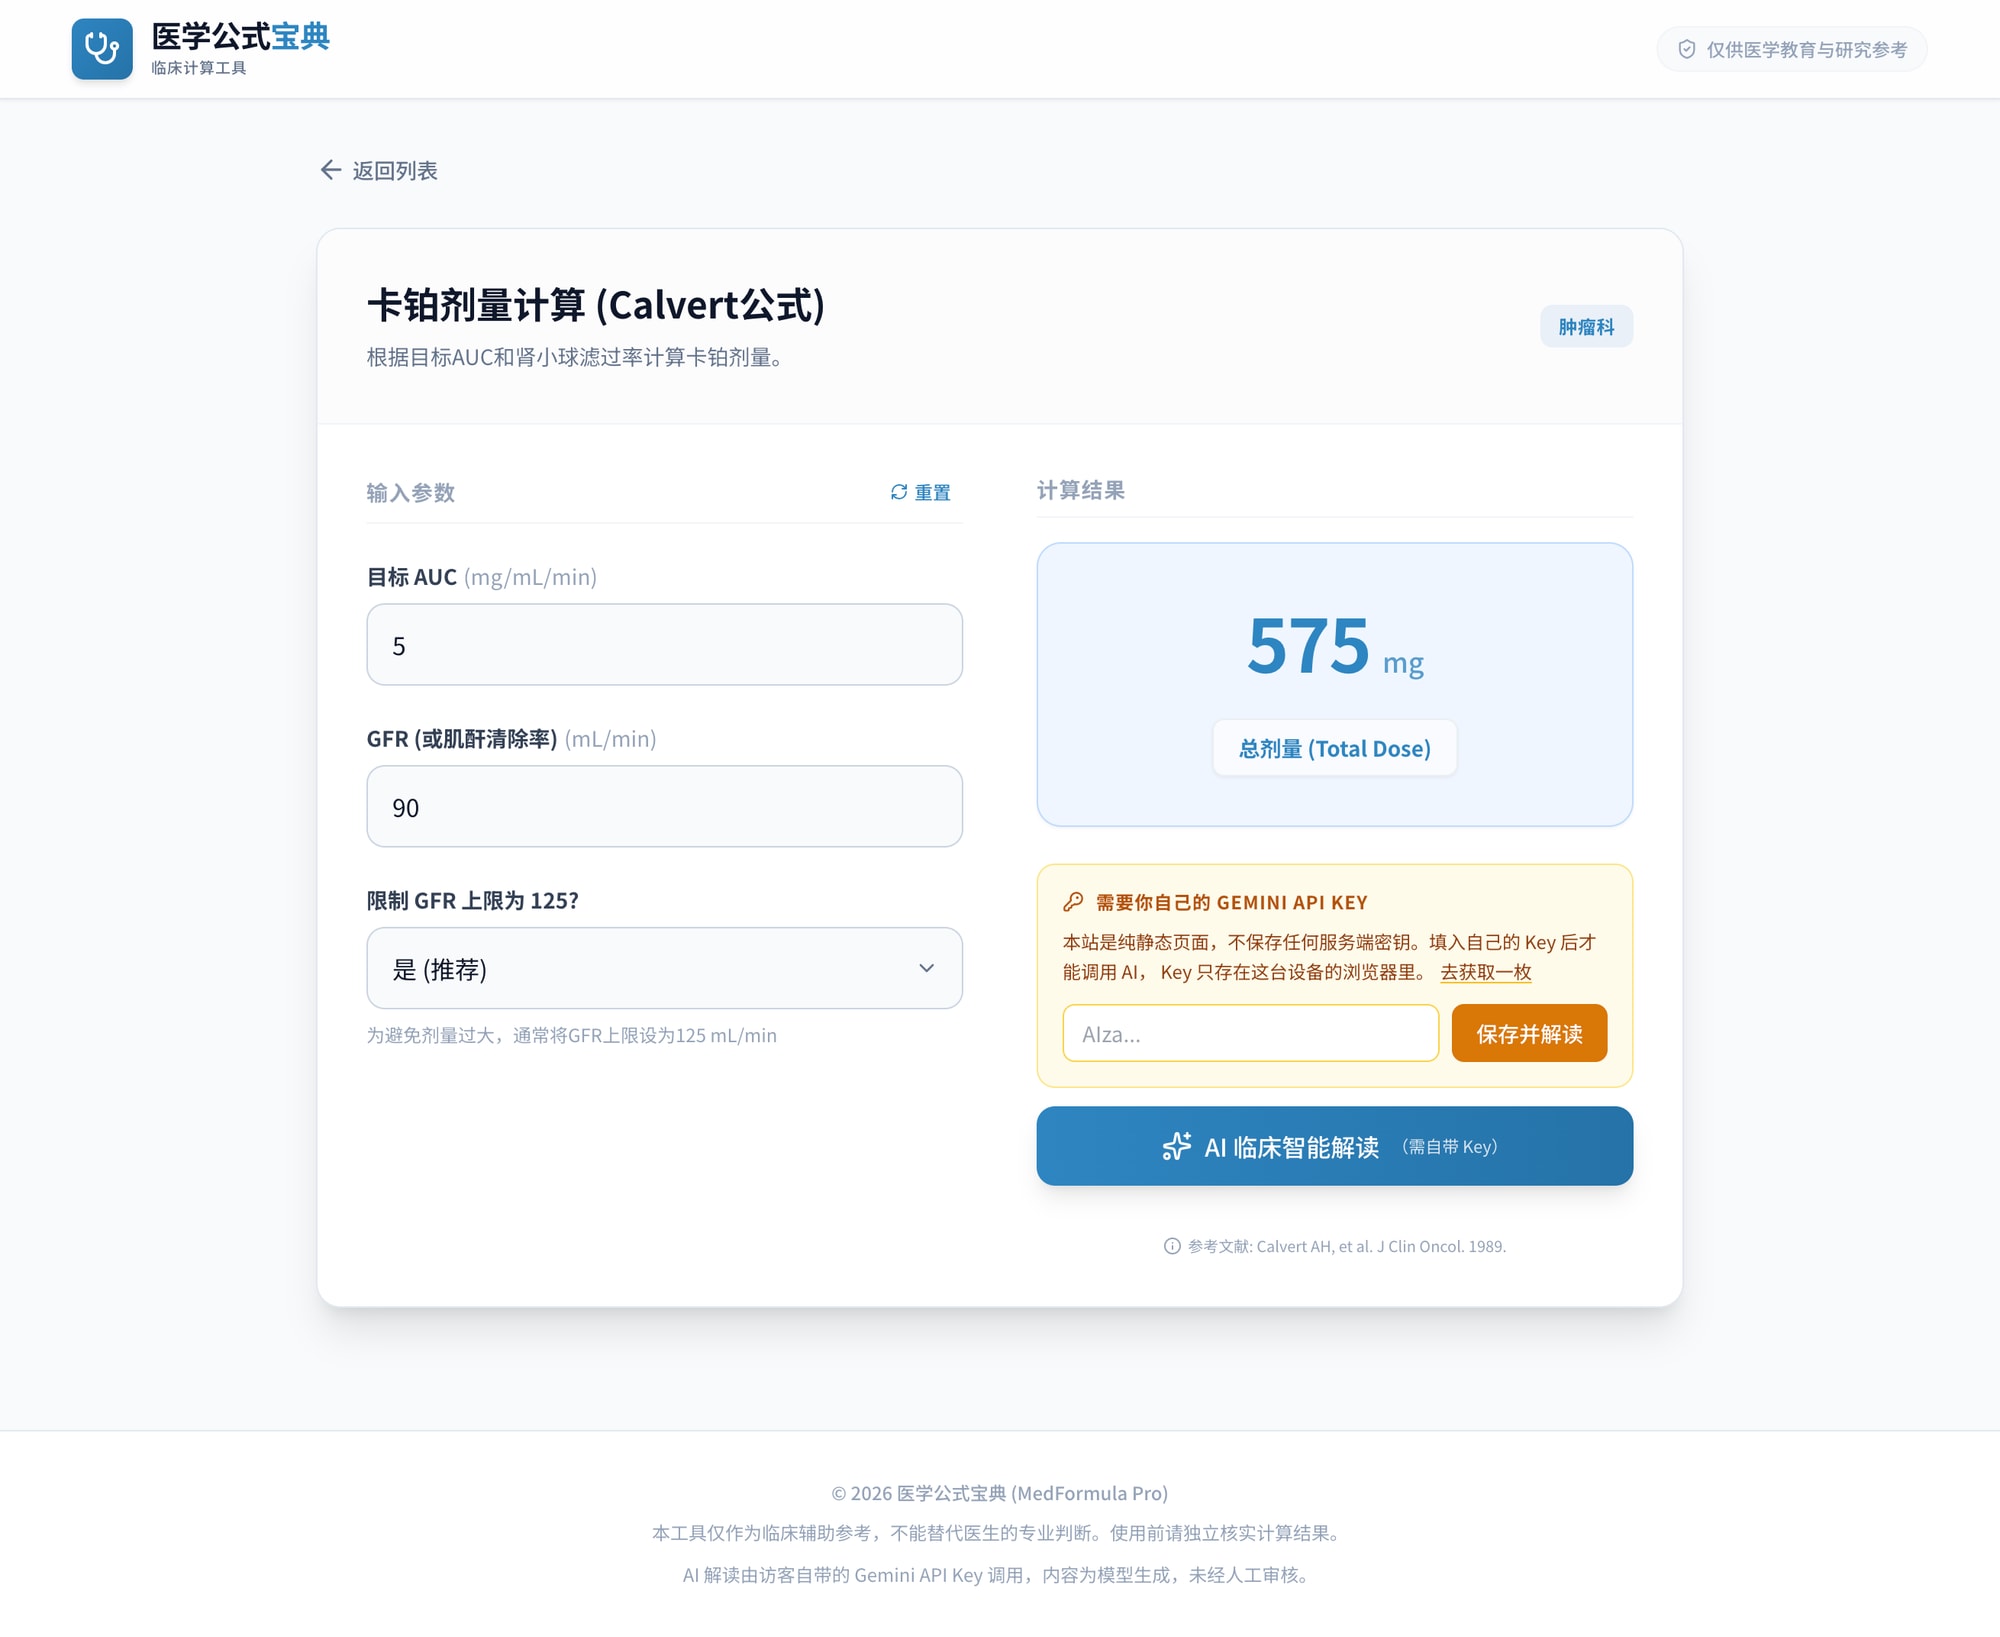 医学公式宝典
临床计算工具
仅供医学教育与研究参考
返回列表
卡铂剂量计算 (Calvert公式)
根据目标AUC和肾小球滤过率计算卡铂剂量。
肿瘤科
输入参数
重置
目标 AUC (mg/mL/min)
5
GFR (或肌酐清除率) (mL/min)
90
限制 GFR 上限为 125?
是 (推荐)
为避免剂量过大，通常将GFR上限设为125 mL/min
计算结果
575 mg
总剂量 (Total Dose)
需要你自己的 GEMINI API KEY
本站是纯静态页面，不保存任何服务端密钥。填入自己的 Key 后才
能调用 AI， Key 只存在这台设备的浏览器里。 去获取一枚
AIza...
保存并解读
AI 临床智能解读 （需自带 Key）
参考文献: Calvert AH, et al. J Clin Oncol. 1989.
© 2026 医学公式宝典 (MedFormula Pro)
本工具仅作为临床辅助参考，不能替代医生的专业判断。使用前请独立核实计算结果。
AI 解读由访客自带的 Gemini API Key 调用，内容为模型生成，未经人工审核。